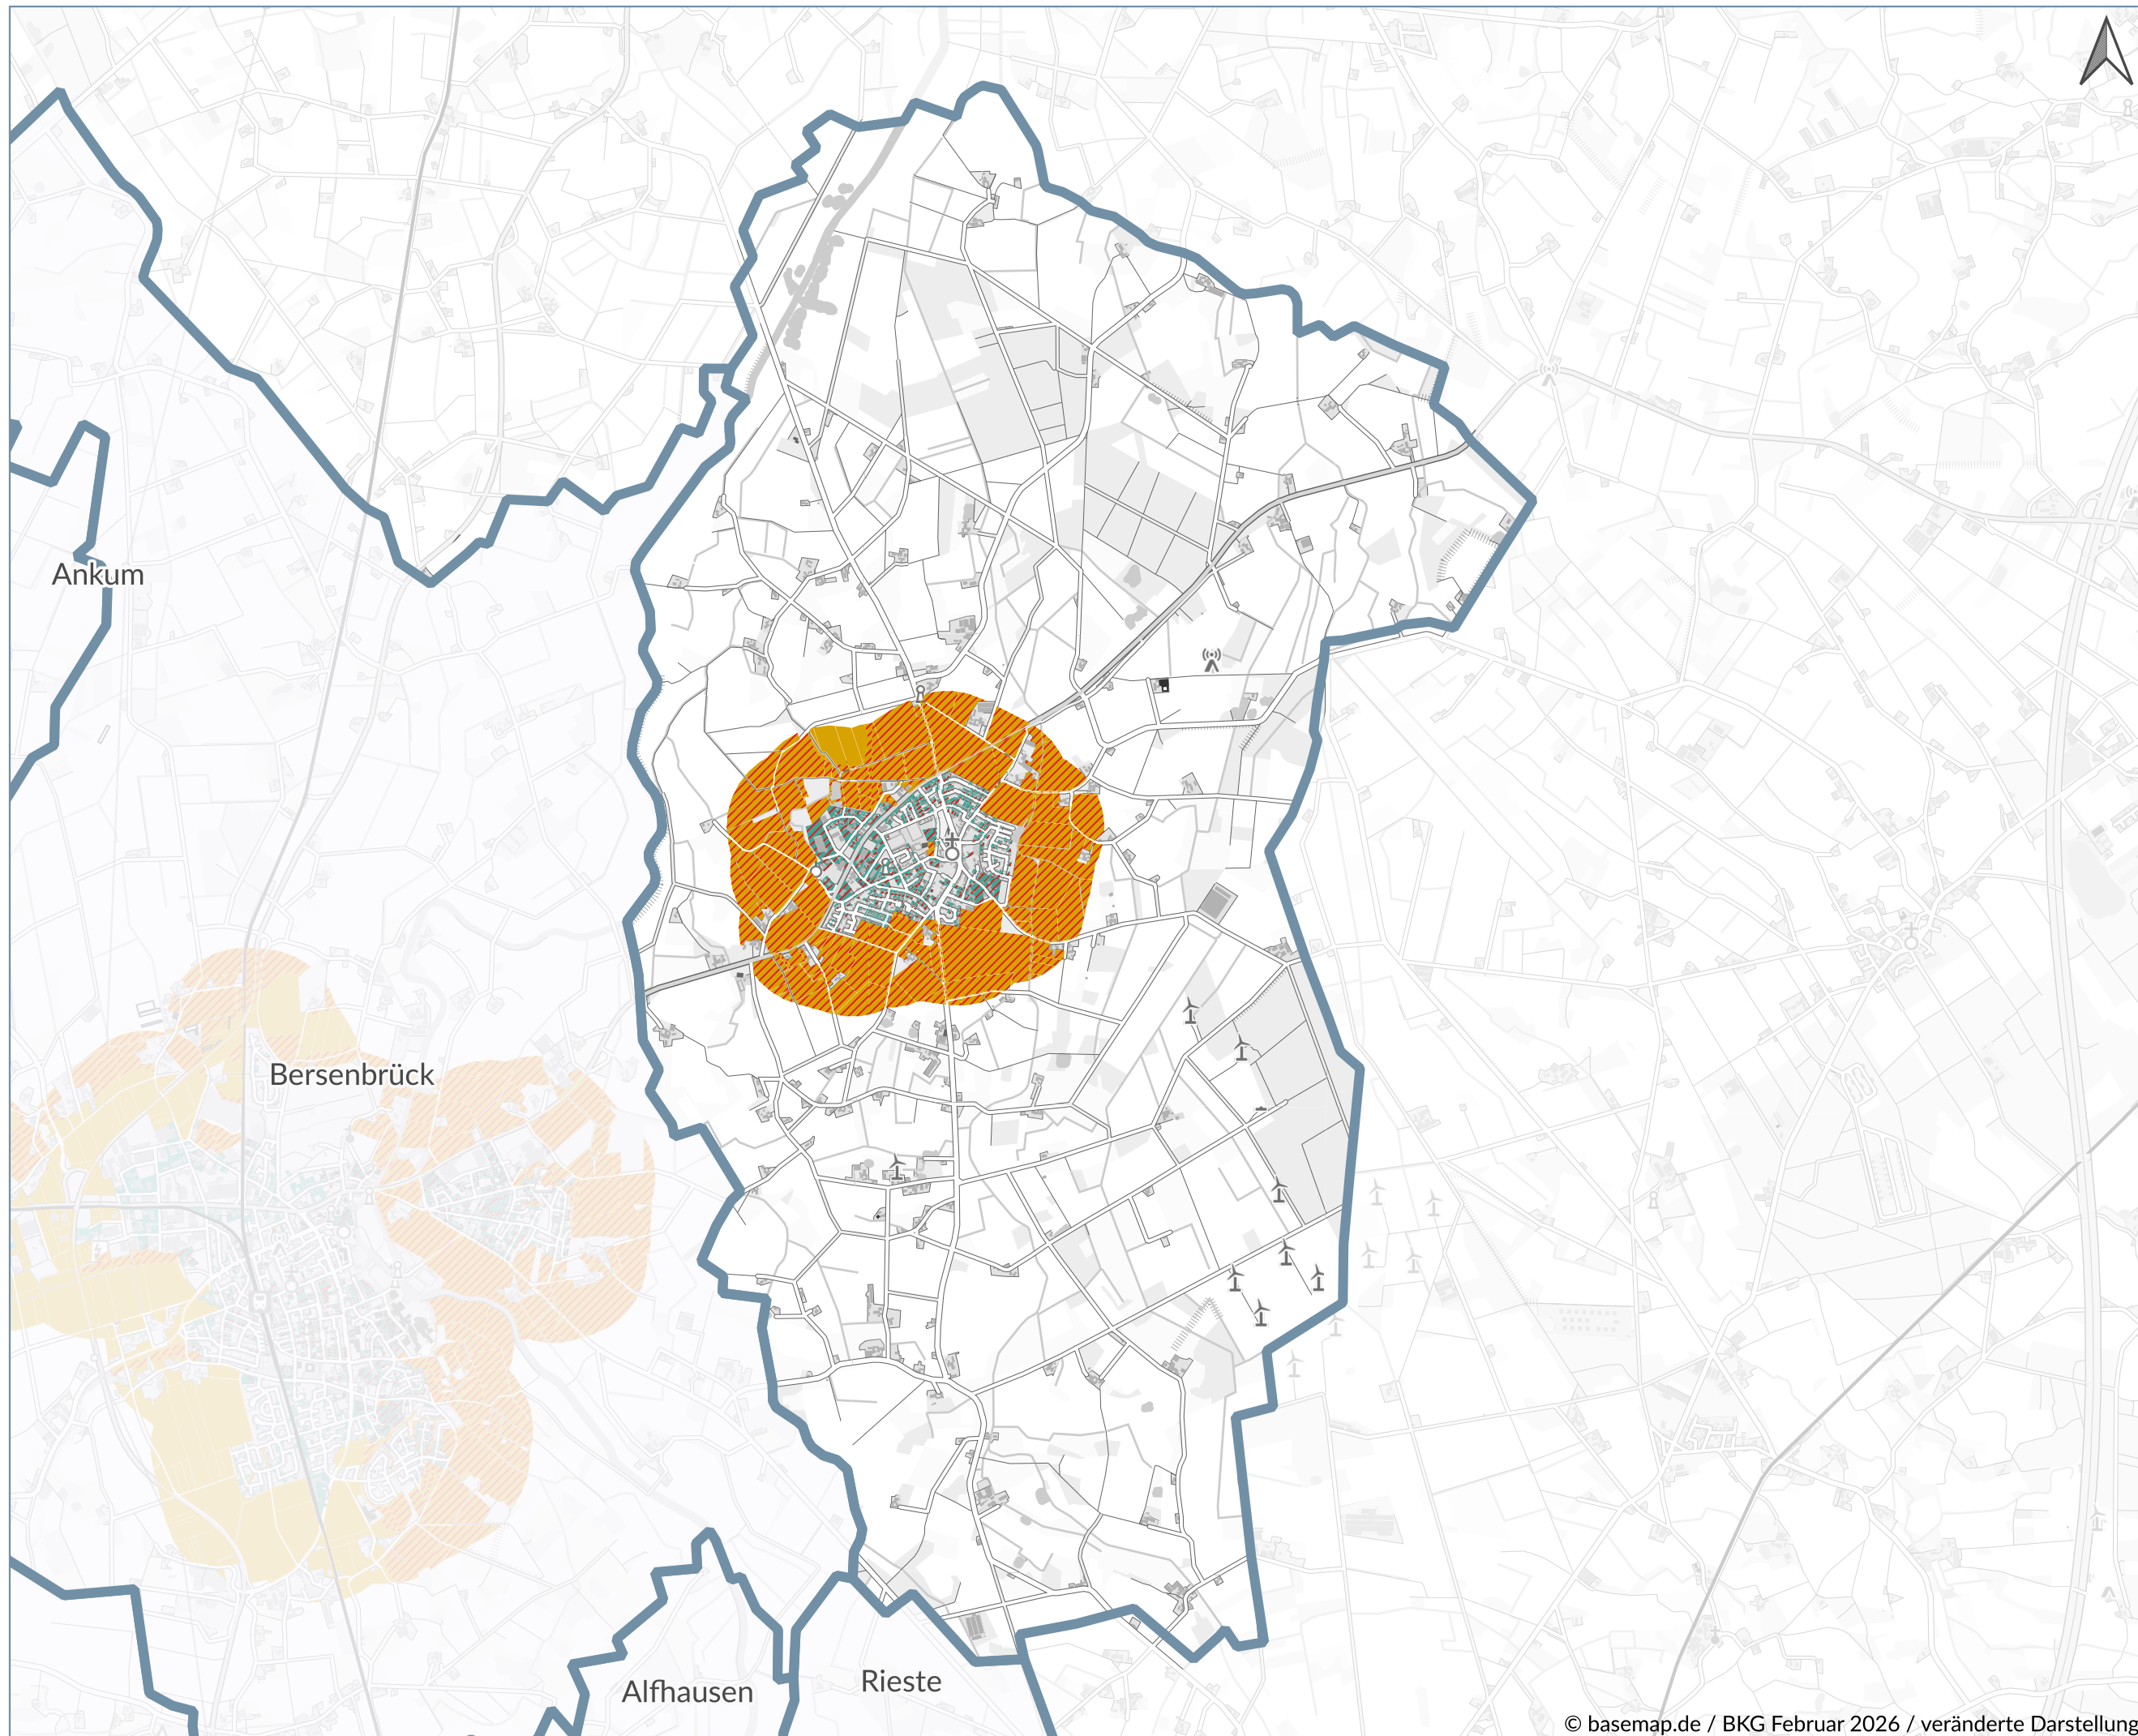 Ankum
Bersenbrück
Alfhausen
Rieste
© basemap.de / BKG Februar 2026 / veränderte Darstellung